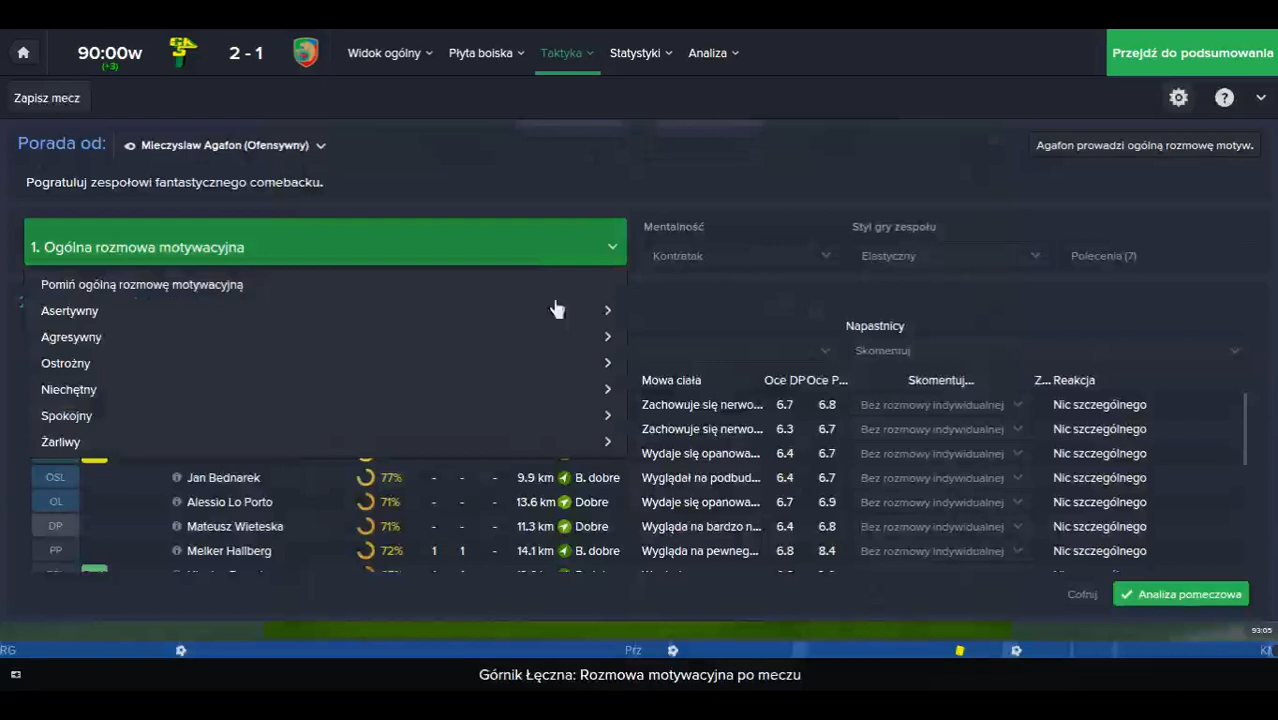 90:00w 2 - 1 Widok ogólny Płyta boiska Taktyka Statystyki Analiza Przejdź do podsumowania
(+3)
Zapisz mecz ?
Porada od: Mieczyslaw Agafon (Ofensywny) Agafon prowadzi ogólną rozmowę motyw.
Pogratuluj zespołowi fantastycznego comebacku.
1. Ogólna rozmowa motywacyjna
Mentalność Styl gry zespołu
Kontratak Elastyczny Polecenia (7)
Pomiń ogólną rozmowę motywacyjną
Asertywny
Agresywny
Ostrożny
Niechętny
Spokojny
Żarliwy
Napastnicy
Skomentuj
Mowa ciała Oce DP Oce P... Skomentuj... Z... Reakcja
Zachowuje się nerwo... 6.7 6.8 Bez rozmowy indywidualnej Nic szczególnego
Zachowuje się nerwo... 6.3 6.7 Bez rozmowy indywidualnej Nic szczególnego
Wydaje się opanowa... 6.4 6.7 Bez rozmowy indywidualnej Nic szczególnego
OSL Jan Bednarek 77% - - - 9.9 km B. dobre Wyglądał na podbud... 6.4 6.7 Bez rozmowy indywidualnej Nic szczególnego
OL Alessio Lo Porto 71% - - - 13.6 km Dobre Wydaje się opanowa... 6.7 6.9 Bez rozmowy indywidualnej Nic szczególnego
DP Mateusz Wieteska 71% - - - 11.3 km Dobre Wygląda na bardzo n... 6.4 6.8 Bez rozmowy indywidualnej Nic szczególnego
PP Melker Hallberg 72% 1 1 - 14.1 km B. dobre Wygląda na pewneg... 6.8 8.4 Bez rozmowy indywidualnej Nic szczególnego
Cofnij Analiza pomeczowa
93:05
RG Prz
Górnik Łęczna: Rozmowa motywacyjna po meczu